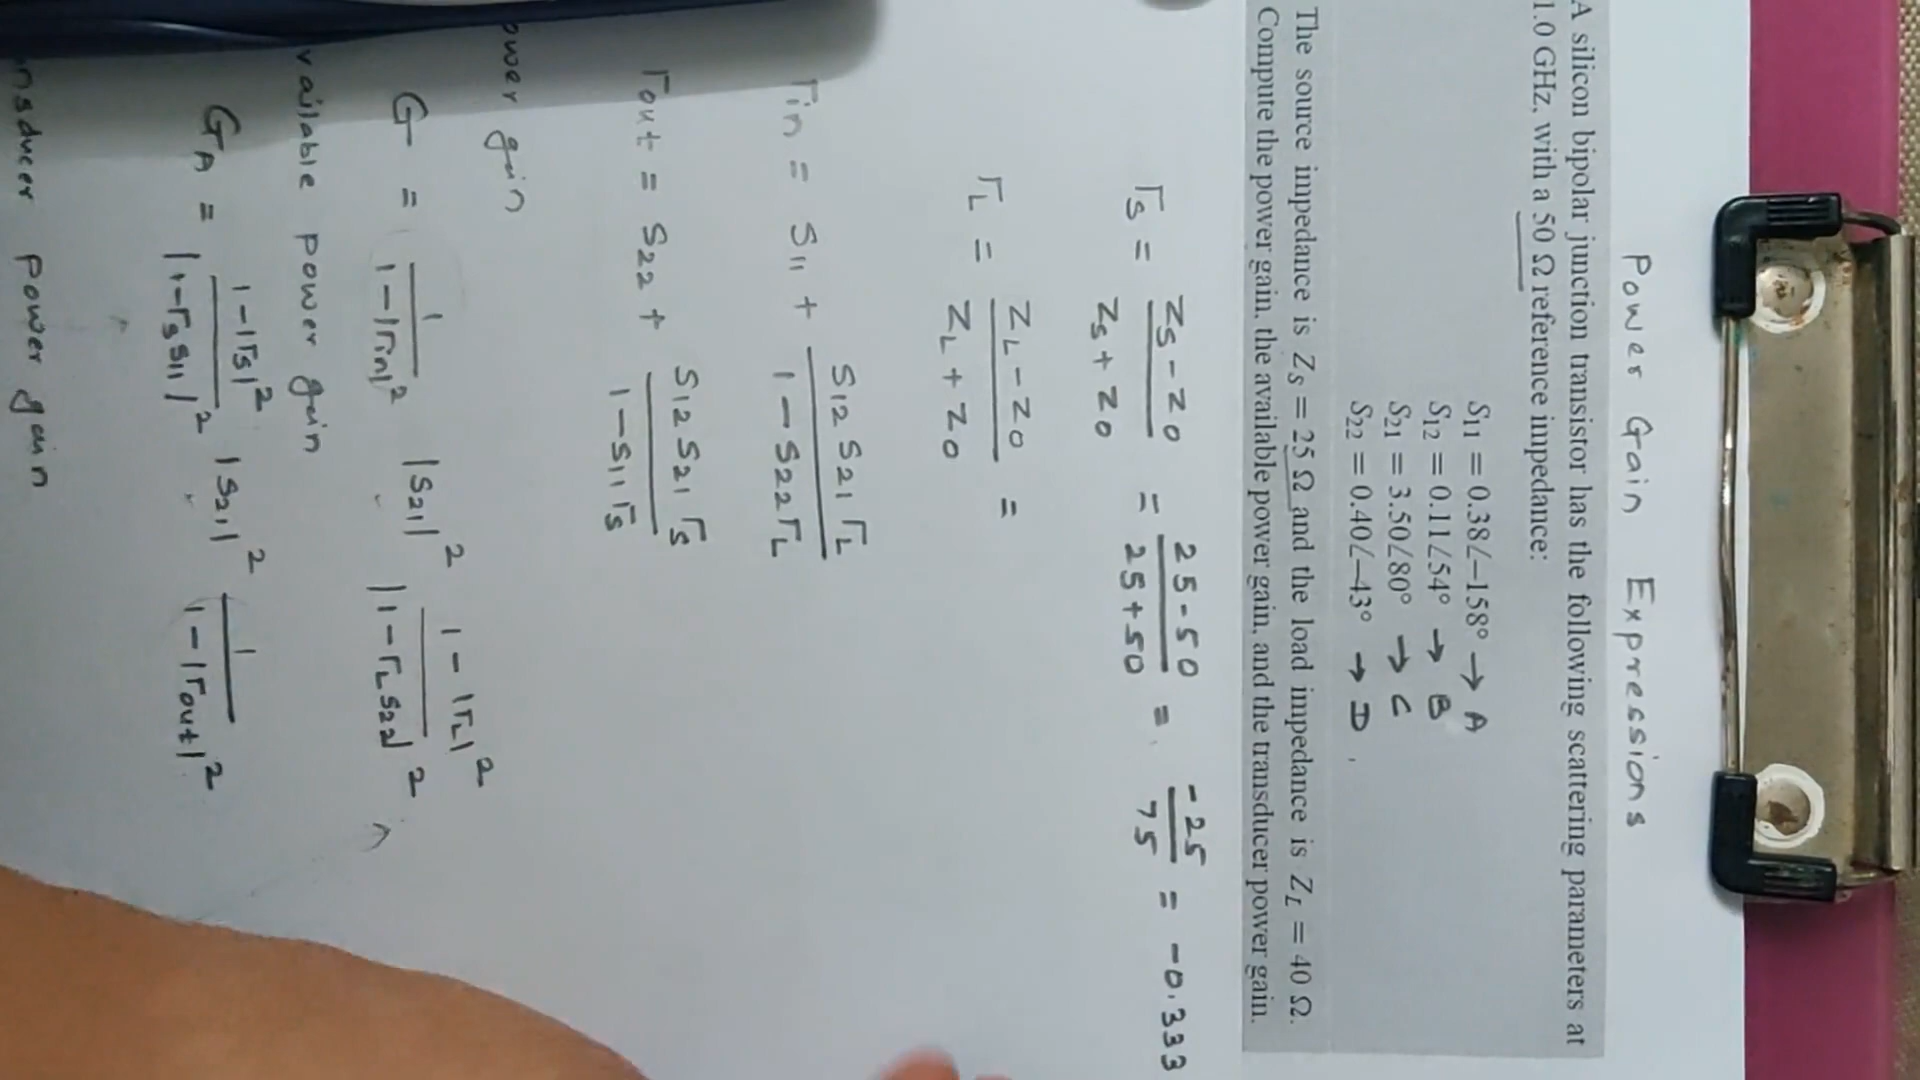 Power Gain Expressions
A silicon bipolar junction transistor has the following scattering parameters at
1.0 GHz, with a 50 Ω reference impedance:
S11 = 0.38∠−158° → A
S12 = 0.11∠54° → B
S21 = 3.50∠80° → C
S22 = 0.40∠−43° → D.
The source impedance is ZS = 25 Ω and the load impedance is ZL = 40 Ω.
Compute the power gain, the available power gain, and the transducer power gain.
ΓS = (ZS - Z0) / (ZS + Z0) = (25 - 50) / (25 + 50) = -25 / 75 = -0.333
ΓL = (ZL - Z0) / (ZL + Z0) =
Γin = S11 + (S12 S21 ΓL) / (1 - S22 ΓL)
Γout = S22 + (S12 S21 ΓS) / (1 - S11 ΓS)
ower gain
G = 1 / (1 - |Γin|²) |S21|² (1 - |ΓL|²) / |1 - ΓL S22|²
vailable power gain
GA = (1 - |ΓS|²) / |1 - ΓS S11|² |S21|² 1 / (1 - |Γout|²)
nsducer power gain